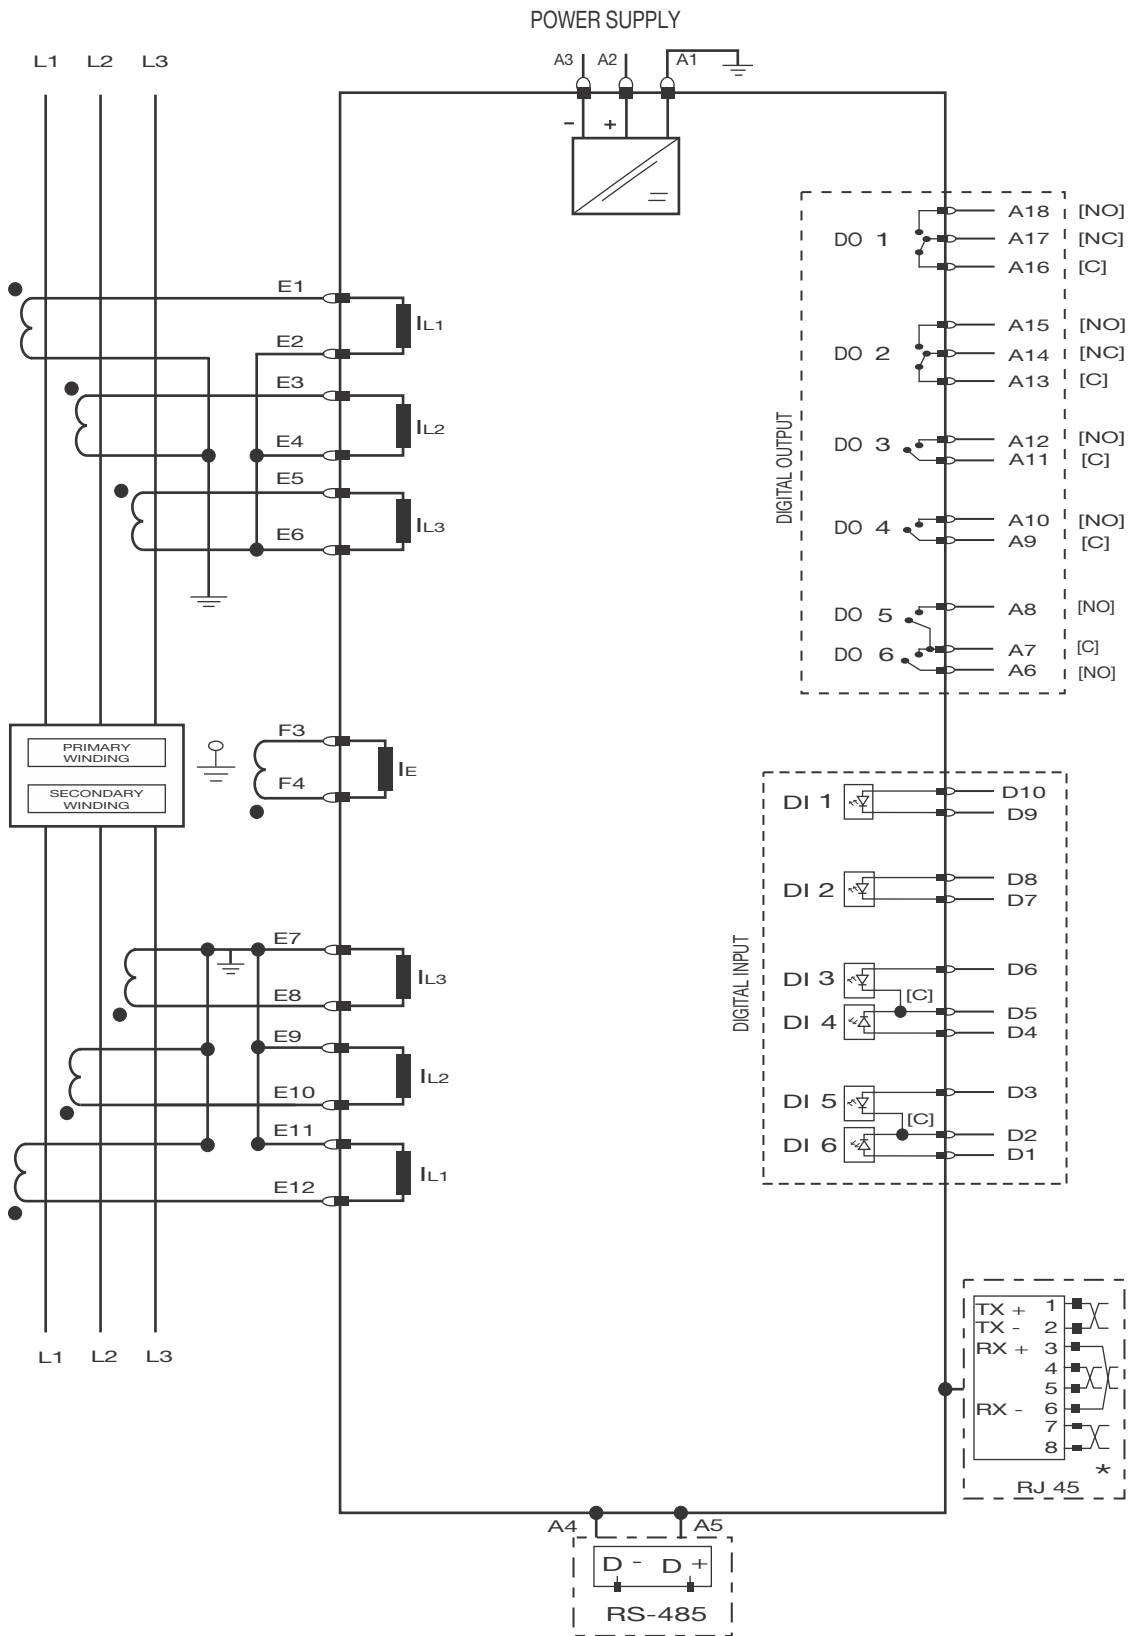 POWER SUPPLY
L1 L2 L3
A3 A2 A1
- +
DO 1
A18 [NO]
A17 [NC]
A16 [C]
DO 2
A15 [NO]
A14 [NC]
A13 [C]
DO 3
A12 [NO]
A11 [C]
DO 4
A10 [NO]
A9 [C]
DO 5
A8 [NO]
DO 6
A7 [C]
A6 [NO]
DIGITAL OUTPUT
E1
IL1
E2
E3
IL2
E4
E5
IL3
E6
PRIMARY
WINDING
SECONDARY
WINDING
F3
IE
F4
DI 1
D10
D9
DI 2
D8
D7
DI 3
D6
[C]
DI 4
D5
D4
DI 5
D3
[C]
DI 6
D2
D1
DIGITAL INPUT
E7
IL3
E8
E9
IL2
E10
E11
IL1
E12
L1 L2 L3
TX + 1
TX - 2
RX + 3
4
5
RX - 6
7
8
*
RJ 45
A4 A5
D - D +
RS-485